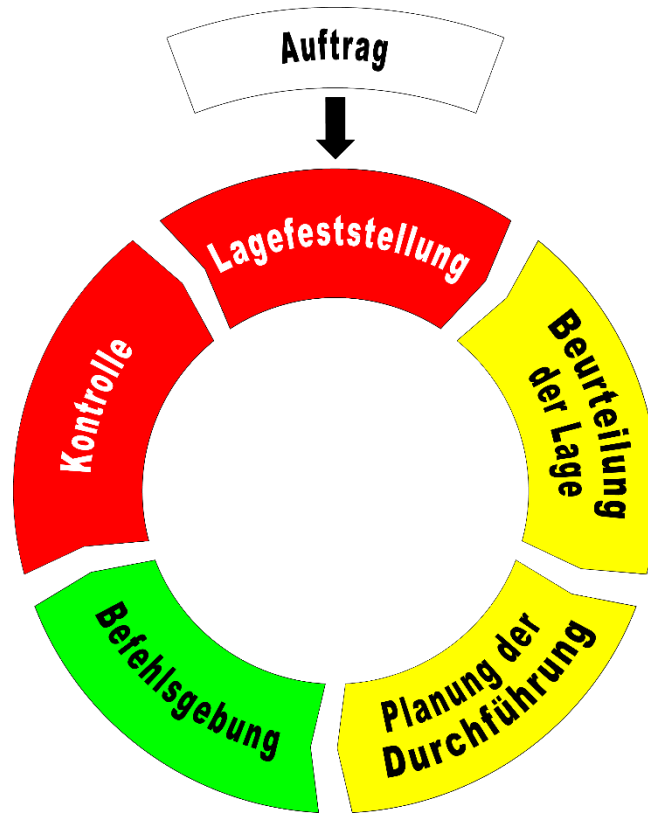 Auftrag
Lagefeststellung
Beurteilung
der Lage
Planung der
Durchführung
Befehlsgebung
Kontrolle